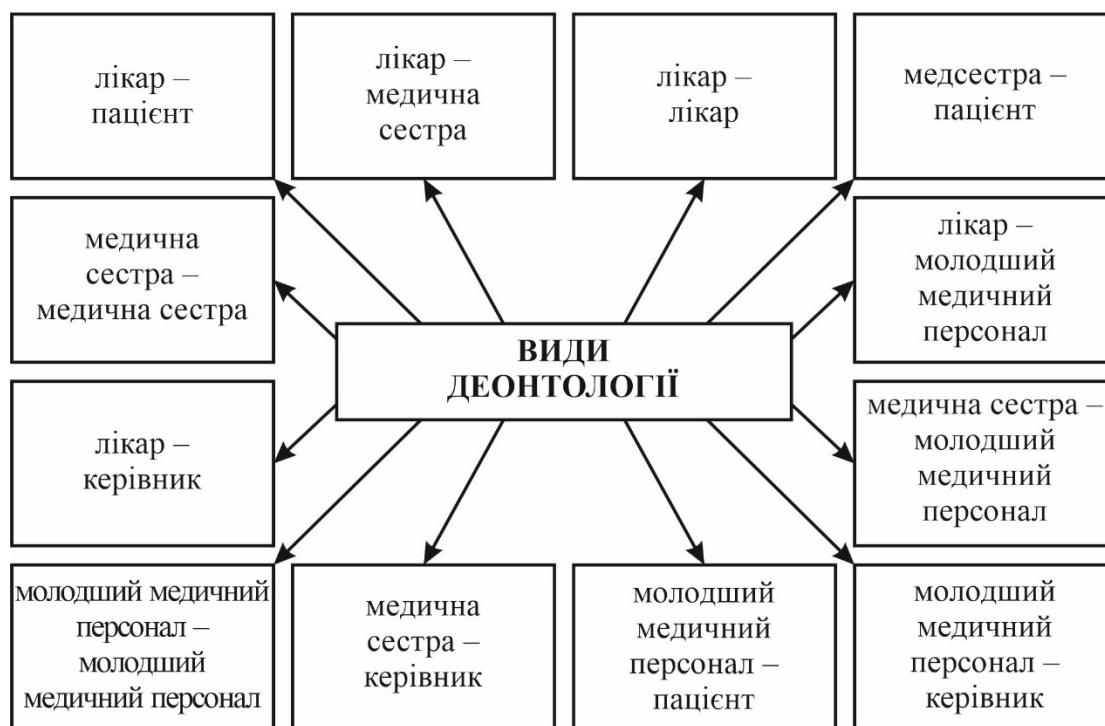 лікар –
пацієнт
лікар –
медична
сестра
лікар –
лікар
медсестра –
пацієнт
медична
сестра –
медична сестра
лікар –
молодший
медичний
персонал
ВИДИ
ДЕОНТОЛОГІЇ
лікар –
керівник
медична сестра –
молодший
медичний
персонал
молодший медичний
персонал –
молодший
медичний персонал
медична
сестра –
керівник
молодший
медичний
персонал –
пацієнт
молодший
медичний
персонал –
керівник